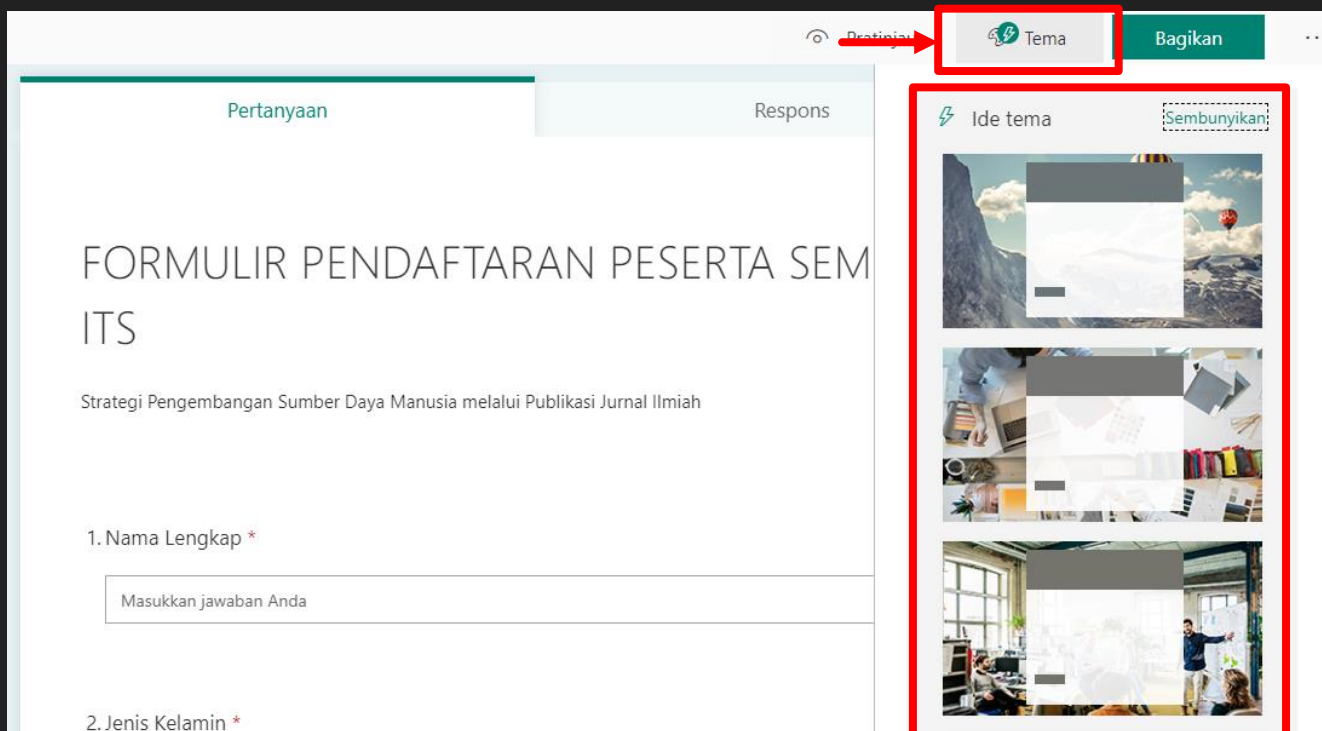 Tema
Bagikan
Pertanyaan
Respons
Ide tema
Sembunyikan
FORMULIR PENDAFTARAN PESERTA SEM
ITS
Strategi Pengembangan Sumber Daya Manusia melalui Publikasi Jurnal Ilmiah
1. Nama Lengkap *
Masukkan jawaban Anda
2. Jenis Kelamin *